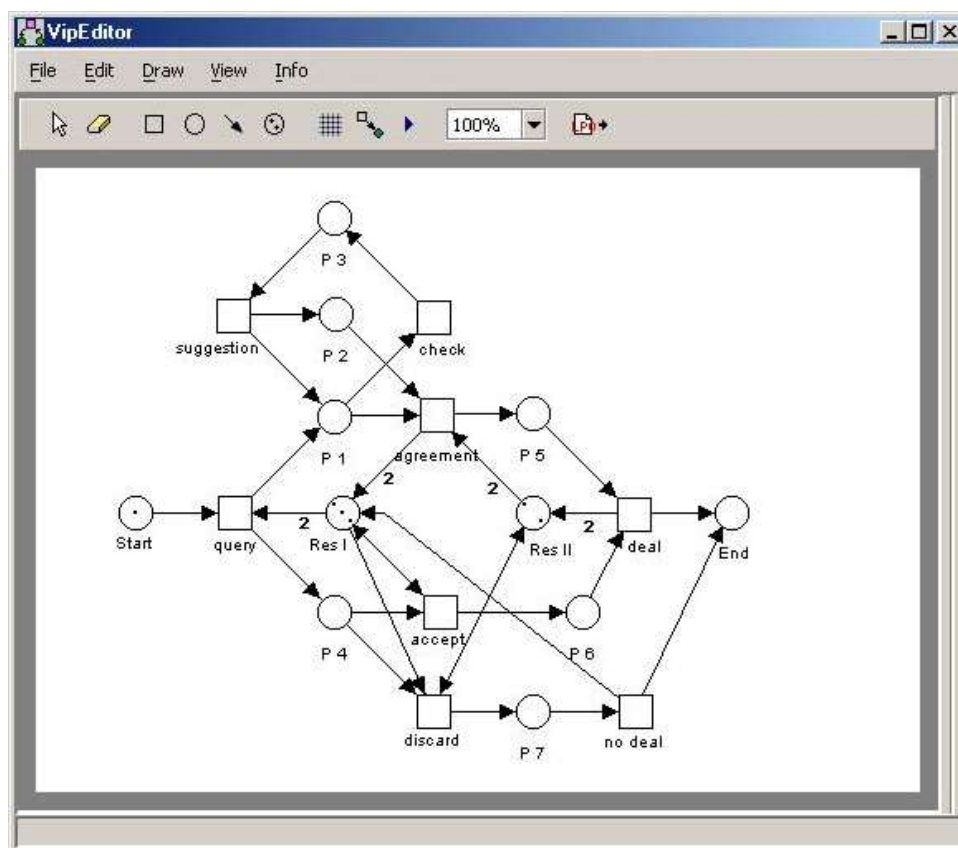 VipEditor
File Edit Draw View Info
100%
P 3
suggestion
P 2
check
P 1
agreement
P 5
2
2
Start
query
2
Res I
Res II
2
deal
End
P 4
accept
P 6
discard
P 7
no deal